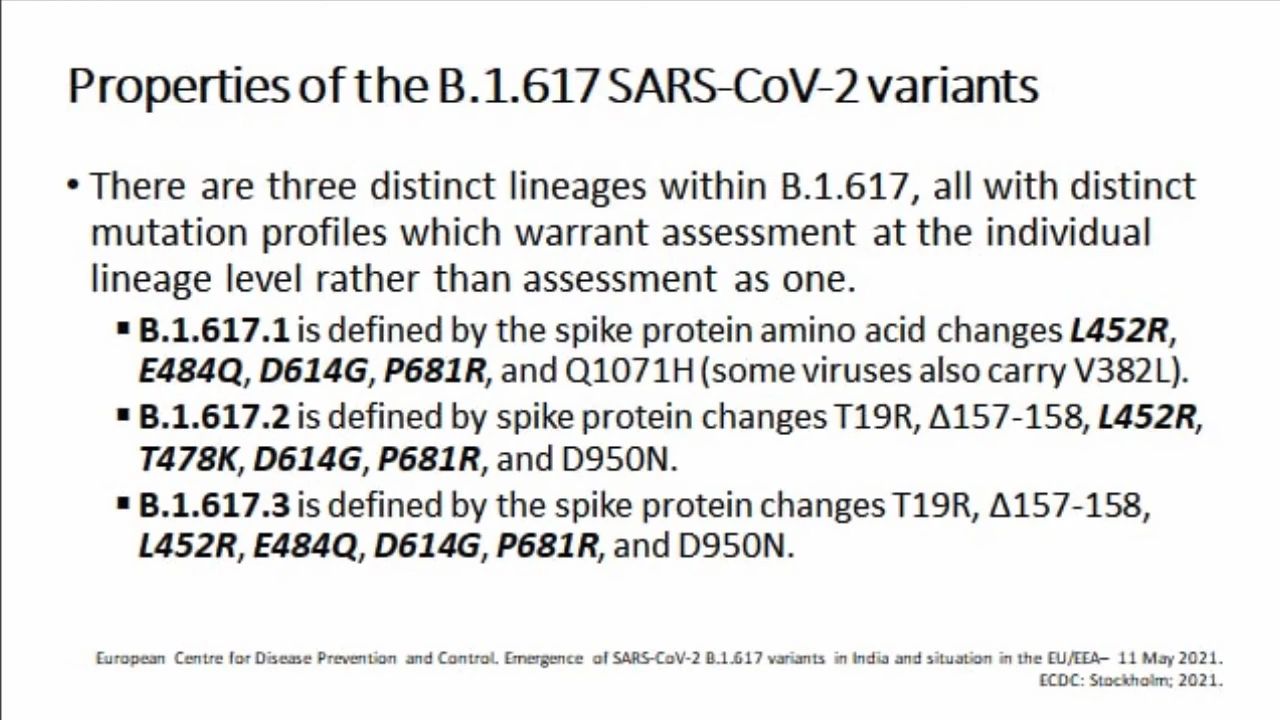 Properties of the B.1.617 SARS-CoV-2 variants
• There are three distinct lineages within B.1.617, all with distinct
mutation profiles which warrant assessment at the individual
lineage level rather than assessment as one.
▪ B.1.617.1 is defined by the spike protein amino acid changes L452R,
E484Q, D614G, P681R, and Q1071H (some viruses also carry V382L).
▪ B.1.617.2 is defined by spike protein changes T19R, Δ157-158, L452R,
T478K, D614G, P681R, and D950N.
▪ B.1.617.3 is defined by the spike protein changes T19R, Δ157-158,
L452R, E484Q, D614G, P681R, and D950N.
European Centre for Disease Prevention and Control. Emergence of SARS-CoV-2 B.1.617 variants in India and situation in the EU/EEA– 11 May 2021.
ECDC: Stockholm; 2021.